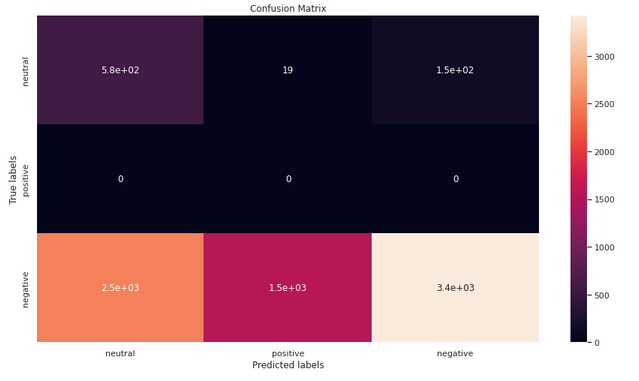 Confusion Matrix
neutral
5.8e+02 19 1.5e+02
positive
0 0 0
negative
2.5e+03 1.5e+03 3.4e+03
True labels
neutral positive negative
Predicted labels
3000
2500
2000
1500
1000
500
0